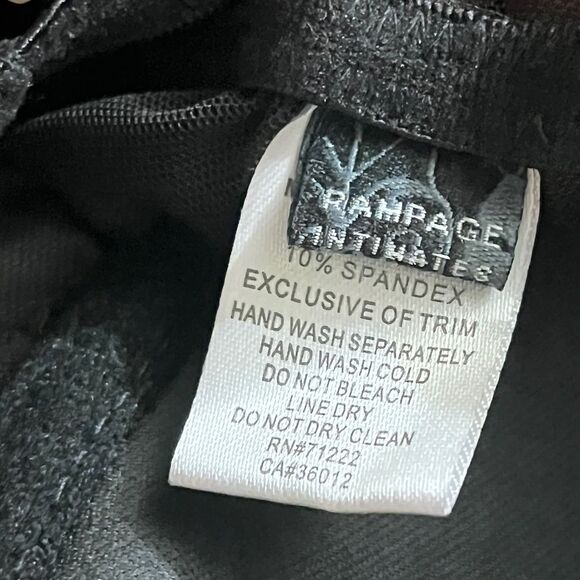 RAMPAGE
INTIMATES
10% SPANDEX
EXCLUSIVE OF TRIM
HAND WASH SEPARATELY
HAND WASH COLD
DO NOT BLEACH
LINE DRY
DO NOT DRY CLEAN
RN#71222
CA#36012